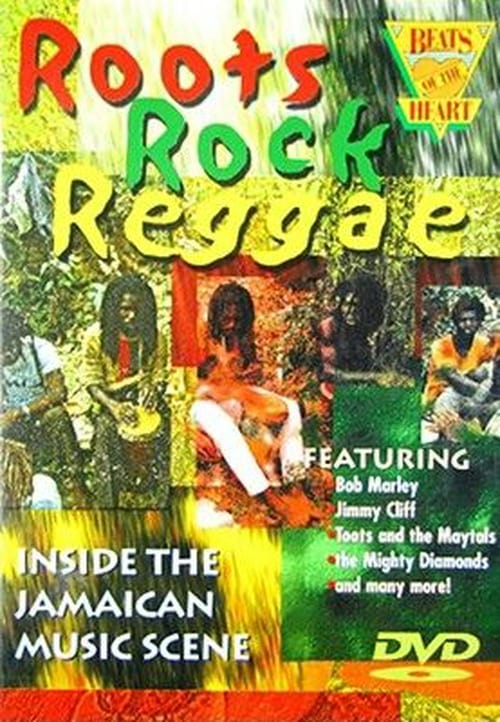 Roots
Rock
Reggae
BEATS
OF THE
HEART
FEATURING
Bob Marley
Jimmy Cliff
•Toots and the Maytals
•the Mighty Diamonds
•and many more!
INSIDE THE
JAMAICAN
MUSIC SCENE
DVD